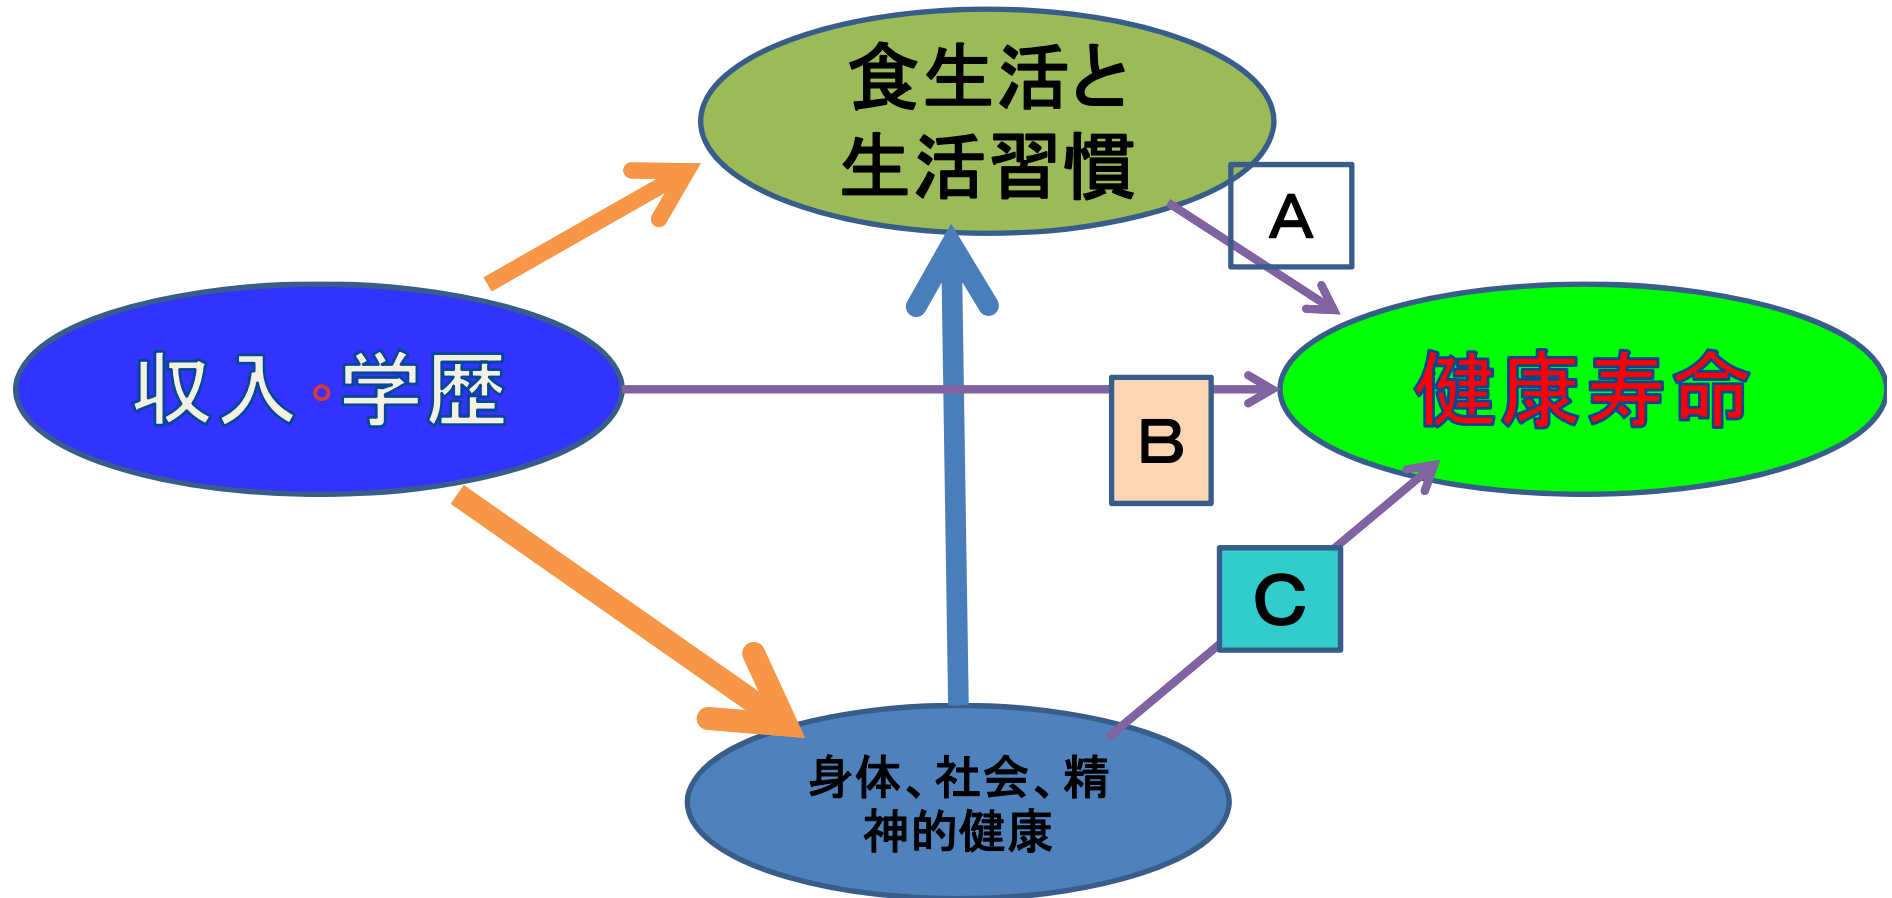 食生活と
生活習慣
A
収入・学歴
健康寿命
B
C
身体、社会、精
神的健康